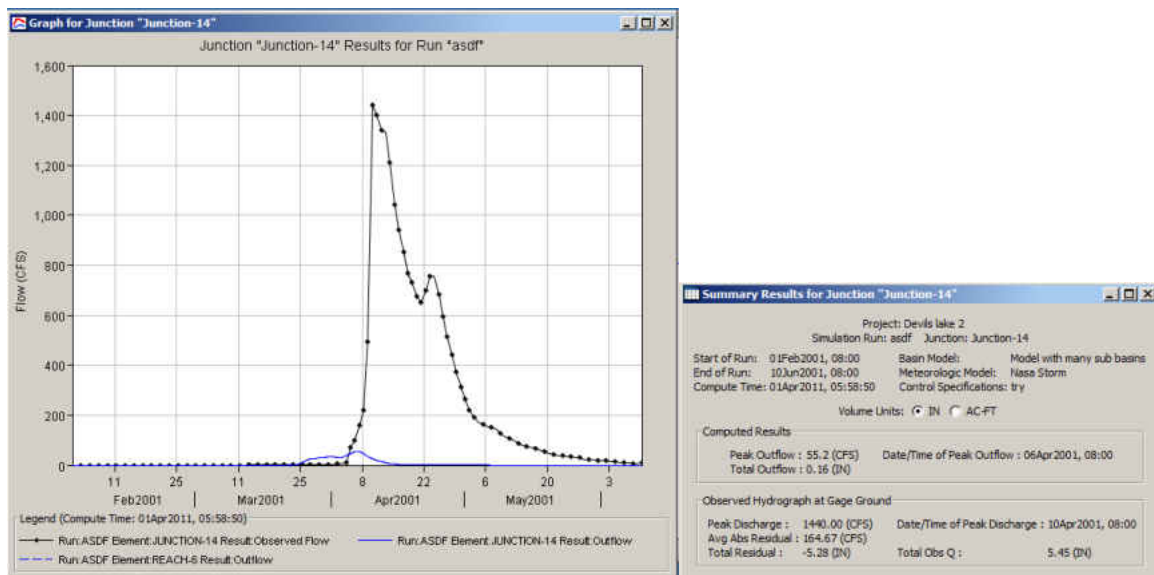 Graph for Junction "Junction-14"
Junction "Junction-14" Results for Run "asdf"
1,600
1,400
1,200
1,000
800
600
400
200
0
Flow (CFS)
11 25 11 25 8 22 6 20 3
Feb2001 Mar2001 Apr2001 May2001
Legend (Compute Time: 01Apr2011, 05:58:50)
Run:ASDF Element:JUNCTION-14 Result:Observed Flow
Run:ASDF Element:JUNCTION-14 Result:Outflow
Run:ASDF Element:REACH-6 Result:Outflow
Summary Results for Junction "Junction-14"
Project: Devils lake 2
Simulation Run: asdf Junction: Junction-14
Start of Run: 01Feb2001, 08:00 Basin Model: Model with many sub basins
End of Run: 10Jun2001, 08:00 Meteorologic Model: Nasa Storm
Compute Time: 01Apr2011, 05:58:50 Control Specifications: try
Volume Units: IN AC-FT
Computed Results
Peak Outflow : 55.2 (CFS) Date/Time of Peak Outflow : 06Apr2001, 08:00
Total Outflow : 0.16 (IN)
Observed Hydrograph at Gage Ground
Peak Discharge : 1440.00 (CFS) Date/Time of Peak Discharge : 10Apr2001, 08:00
Avg Abs Residual : 164.67 (CFS)
Total Residual : -5.28 (IN) Total Obs Q : 5.45 (IN)